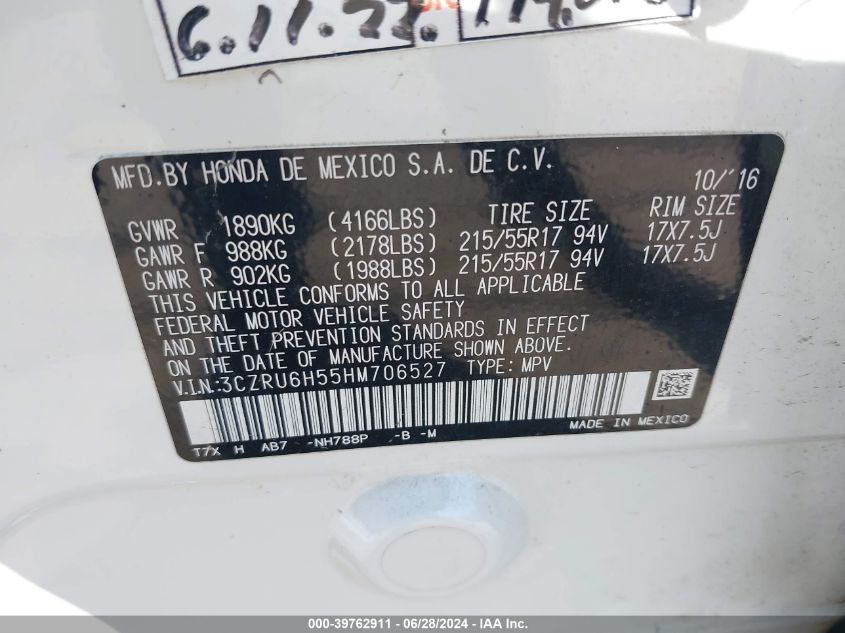 6.11.22.
MFD.BY HONDA DE MEXICO S.A. DE C.V. 10/'16
GVWR 1890KG (4166LBS) TIRE SIZE RIM SIZE
GAWR F 988KG (2178LBS) 215/55R17 94V 17X7.5J
GAWR R 902KG (1988LBS) 215/55R17 94V 17X7.5J
THIS VEHICLE CONFORMS TO ALL APPLICABLE
FEDERAL MOTOR VEHICLE SAFETY
AND THEFT PREVENTION STANDARDS IN EFFECT
ON THE DATE OF MANUFACTURE SHOWN ABOVE.
V.I.N:3CZRU6H55HM706527 TYPE: MPV
T7X H AB7 -NH788P -B -M MADE IN MEXICO
000-39762911 - 06/28/2024 - IAA Inc.